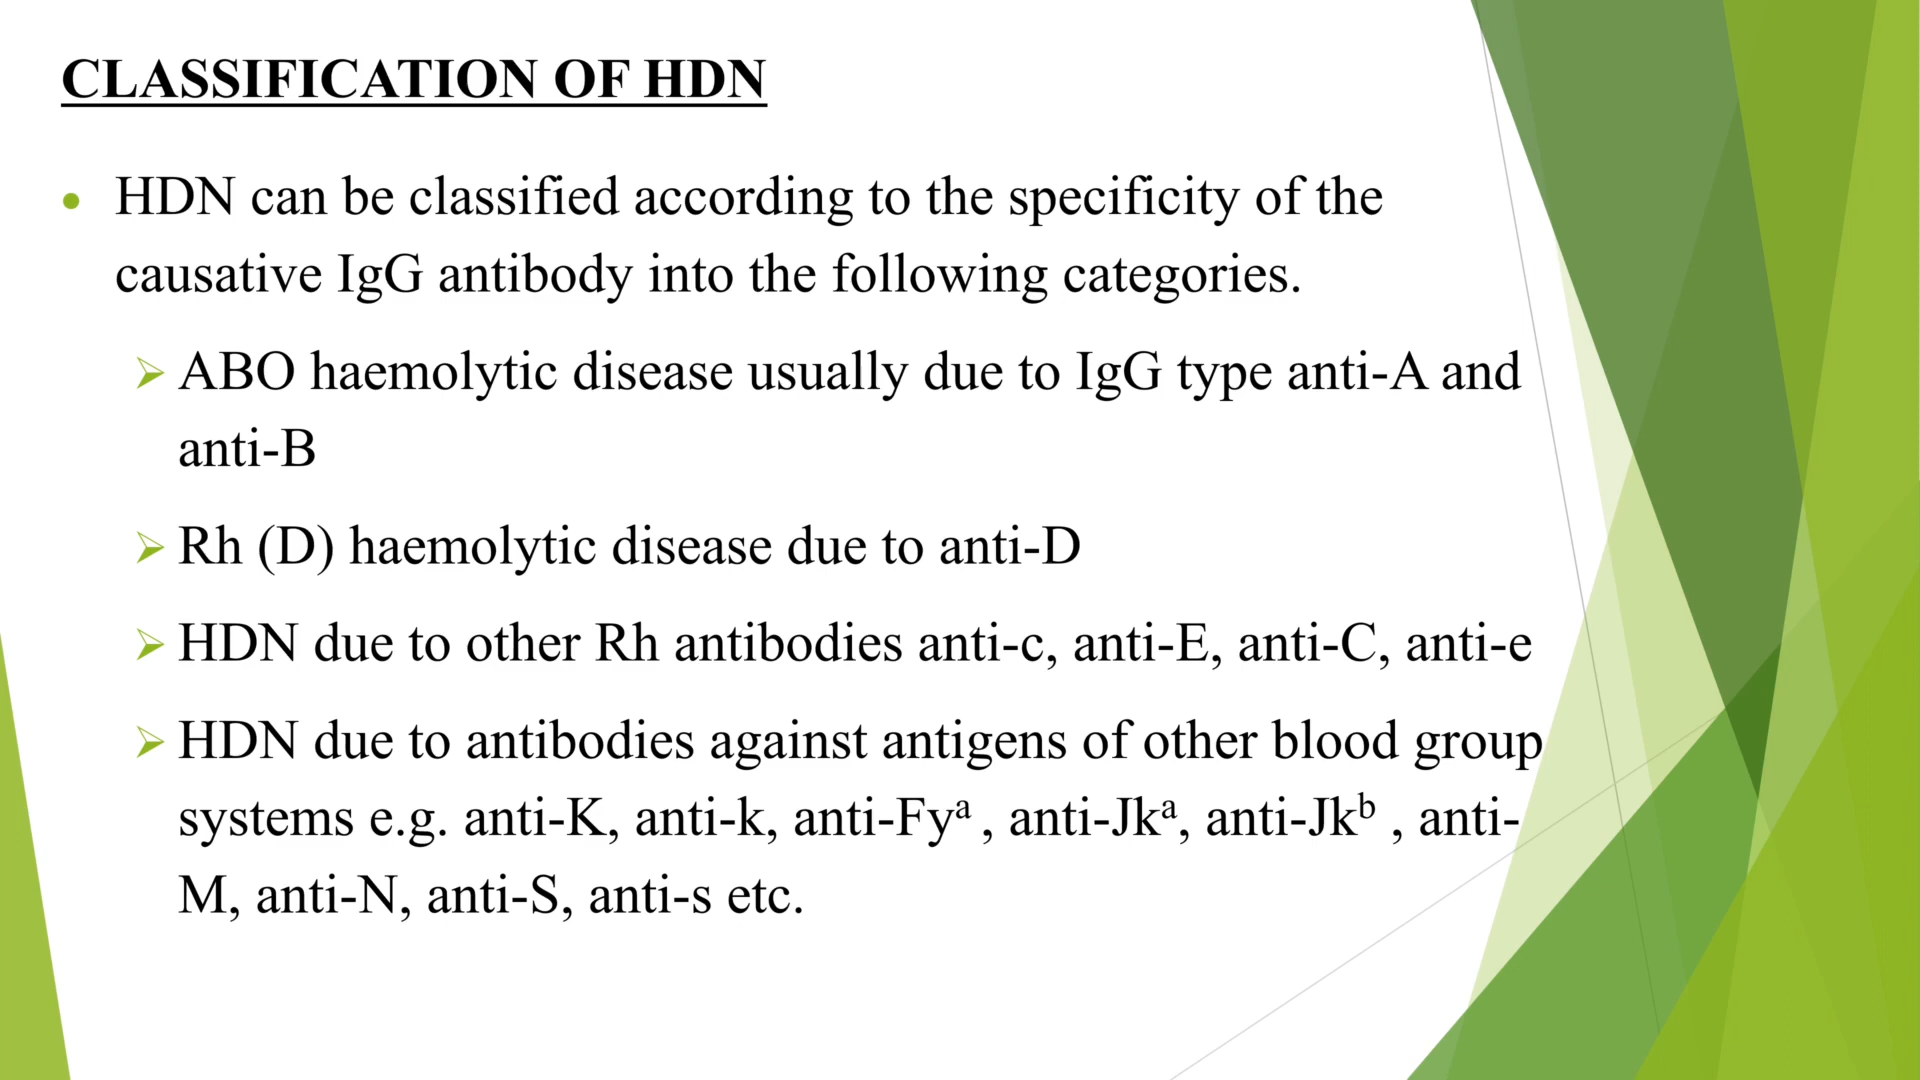 CLASSIFICATION OF HDN
• HDN can be classified according to the specificity of the
causative IgG antibody into the following categories.
➢ ABO haemolytic disease usually due to IgG type anti-A and
anti-B
➢ Rh (D) haemolytic disease due to anti-D
➢ HDN due to other Rh antibodies anti-c, anti-E, anti-C, anti-e
➢ HDN due to antibodies against antigens of other blood group
systems e.g. anti-K, anti-k, anti-Fyᵃ , anti-Jkᵃ, anti-Jkᵇ , anti-
M, anti-N, anti-S, anti-s etc.